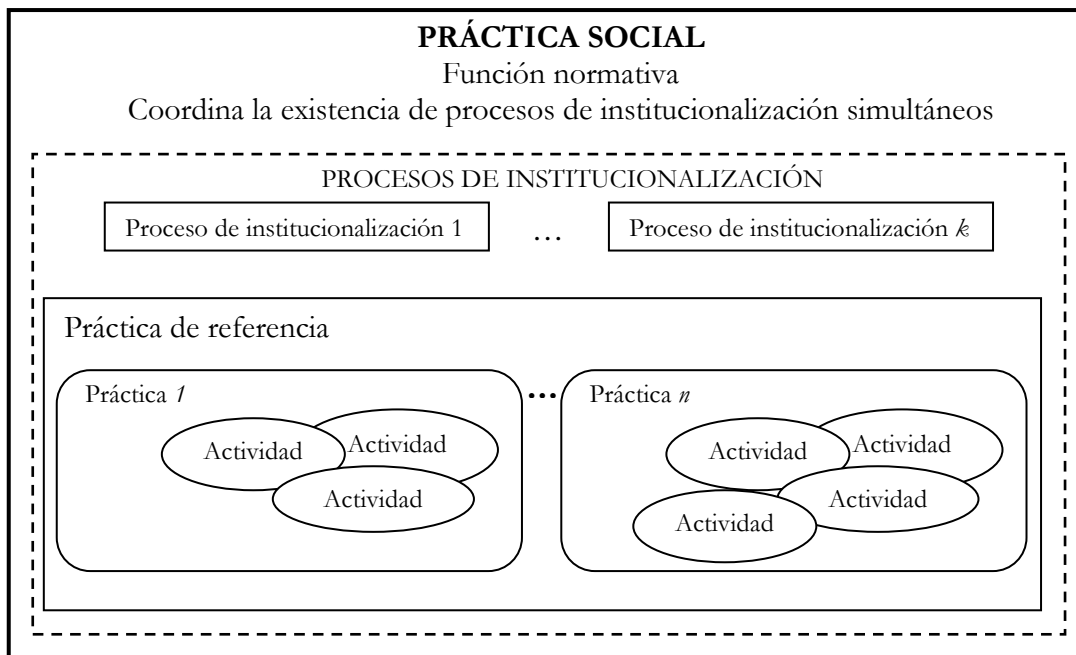 PRÁCTICA SOCIAL
Función normativa
Coordina la existencia de procesos de institucionalización simultáneos
PROCESOS DE INSTITUCIONALIZACIÓN
Proceso de institucionalización 1
…
Proceso de institucionalización k
Práctica de referencia
Práctica 1
Actividad
Actividad
Actividad
...
Práctica n
Actividad
Actividad
Actividad
Actividad